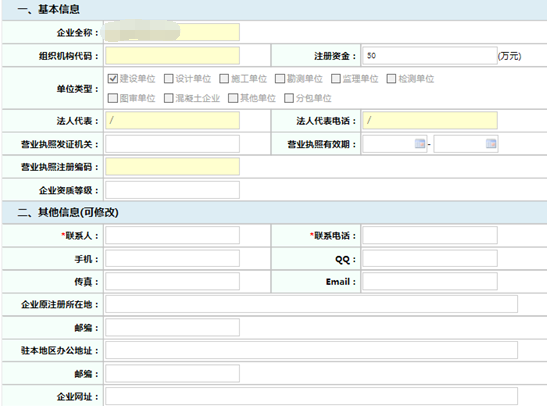 一、基本信息
企业全称：
组织机构代码： 注册资金： 50 (万元)
单位类型： 建设单位 设计单位 施工单位 勘测单位 监理单位 检测单位
图审单位 混凝土企业 其他单位 分包单位
法人代表： / 法人代表电话： /
营业执照发证机关： 营业执照有效期： -
营业执照注册编码：
企业资质等级：
二、其他信息(可修改)
*联系人： *联系电话：
手机： QQ：
传真： Email：
企业原注册所在地：
邮编：
驻本地区办公地址：
邮编：
企业网址：